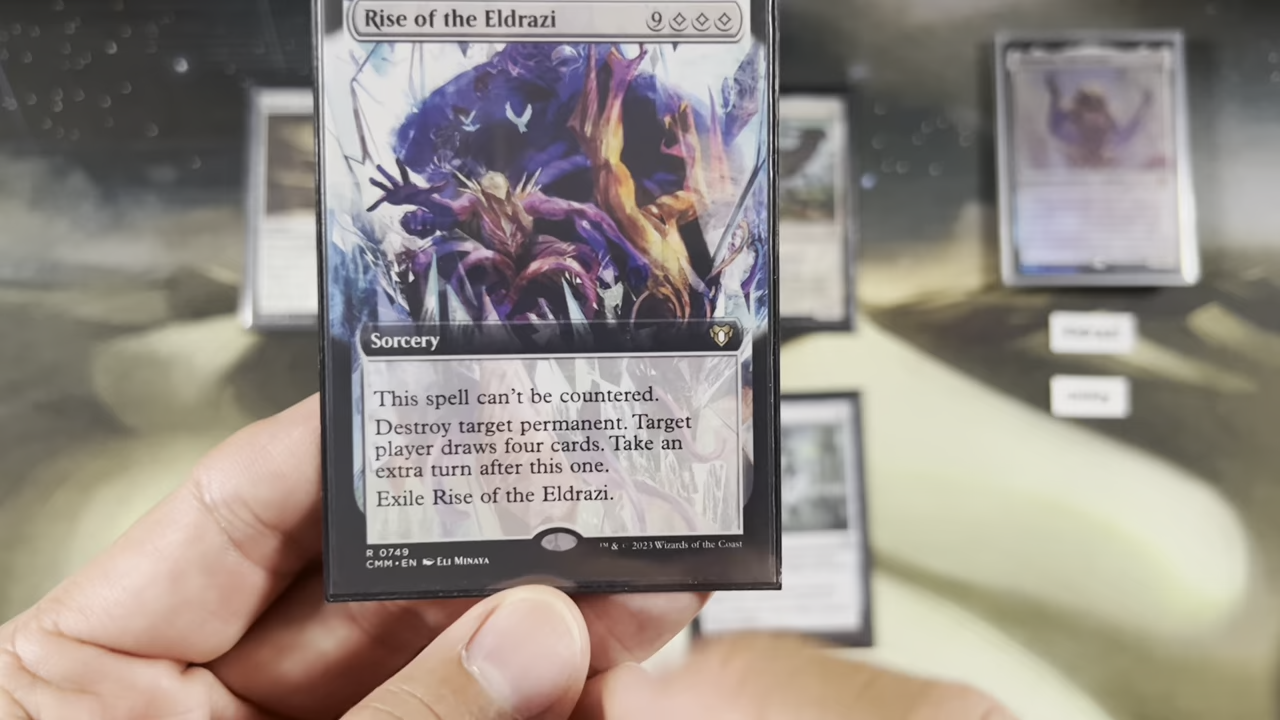 Rise of the Eldrazi 9
Sorcery
This spell can't be countered.
Destroy target permanent. Target
player draws four cards. Take an
extra turn after this one.
Exile Rise of the Eldrazi.
R 0749
CMM • EN Eli Minaya
™ & © 2023 Wizards of the Coast